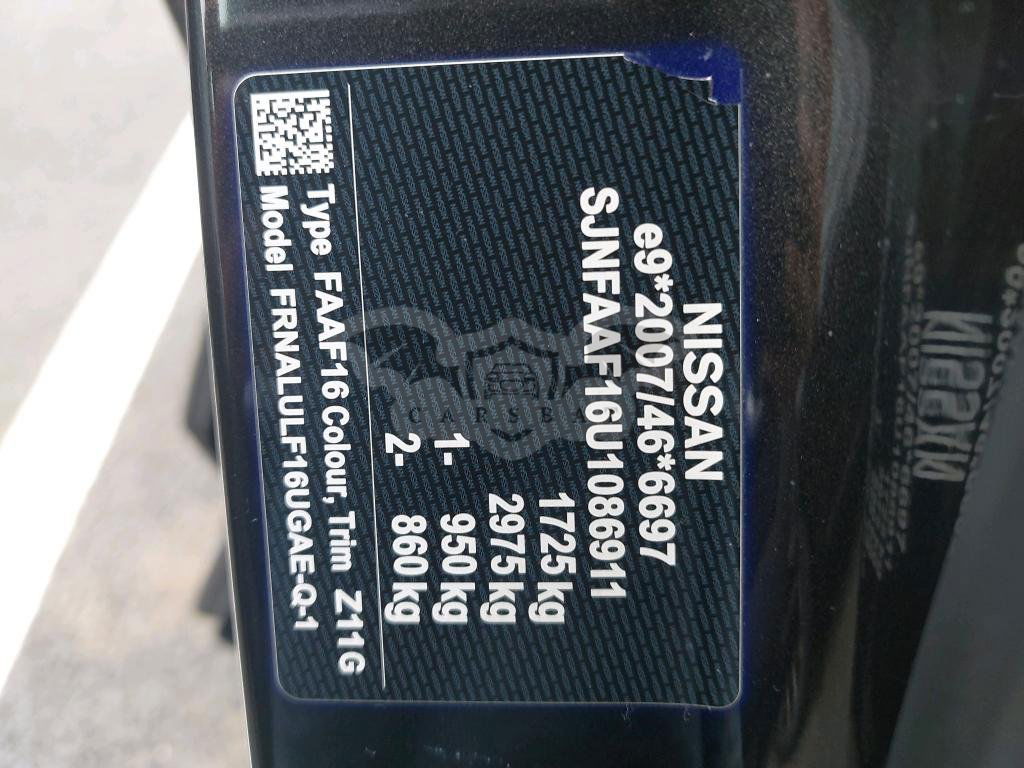 NISSAN
e9*2007/46*6697
SJNFAAF16U1086911
1725 kg
2975 kg
1- 950 kg
2- 860 kg
Type FAAF16 Colour, Trim Z11G
Model FRNALULF16UGAE-Q-1